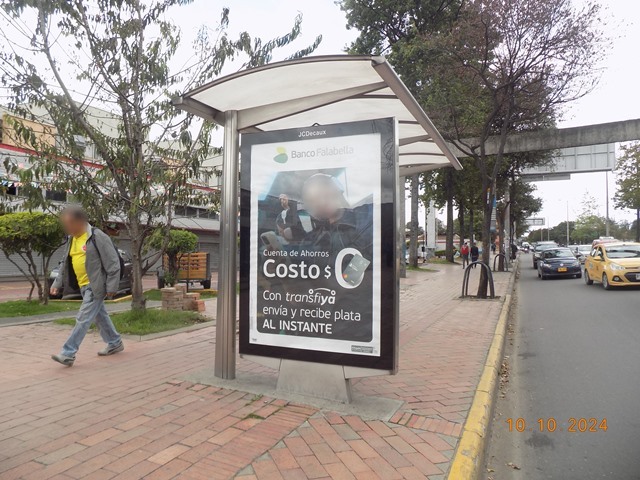 JCDecaux
Banco Falabella
Cuenta de Ahorros
Costo $0
Con transfiya
envía y recibe plata
AL INSTANTE
10.10.2024